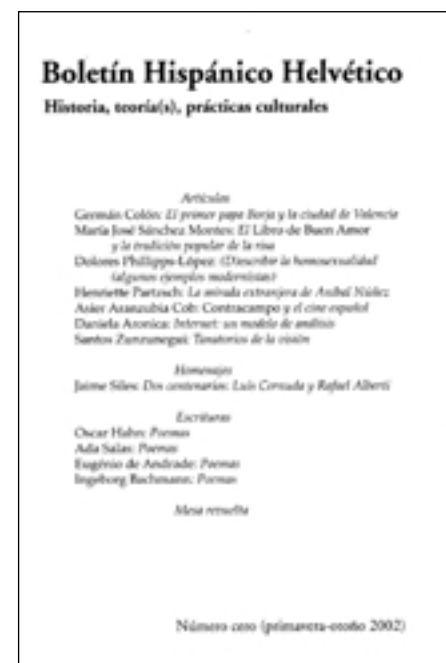 Boletín Hispánico Helvético
Historia, teoría(s), prácticas culturales
Artículos
Germán Colón: El primer papa Borja y la ciudad de Valencia
María José Sánchez Montes: El Libro de Buen Amor
y la tradición popular de la risa
Dolores Phillipps-López: (D)escribir la homosexualidad
(algunos ejemplos modernistas)
Henriette Partzsch: La mirada extranjera de Aníbal Núñez
Asier Aranzubia Cob: Contracampo y el cine español
Daniela Aronica: Internet: un modelo de análisis
Santos Zunzunegui: Tanatorios de la visión
Homenajes
Jaime Siles: Dos centenarios: Luis Cernuda y Rafael Alberti
Escrituras
Oscar Hahn: Poemas
Ada Salas: Poemas
Eugénio de Andrade: Poemas
Ingeborg Bachmann: Poemas
Mesa revuelta
Número cero (primavera-otoño 2002)